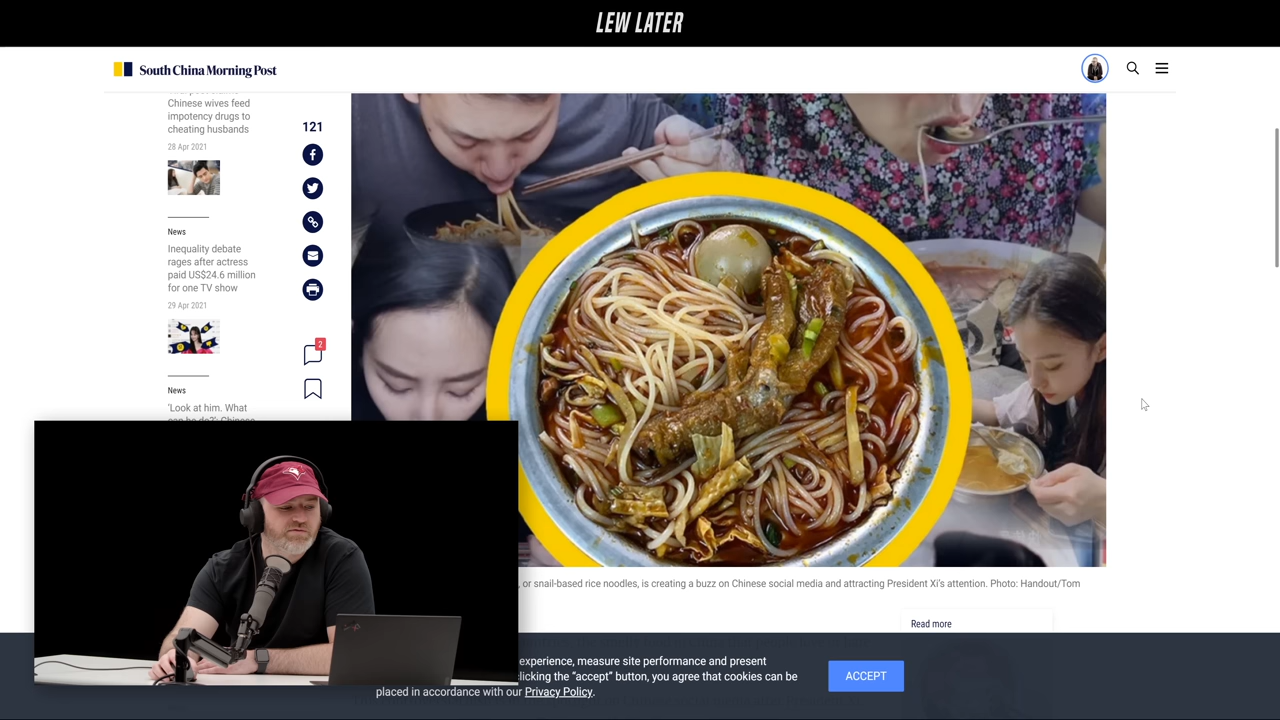 LEW LATER
South China Morning Post
Chinese wives feed
impotency drugs to
cheating husbands
28 Apr 2021
News
Inequality debate
rages after actress
paid US$24.6 million
for one TV show
29 Apr 2021
News
'Look at him. What
121
2
, or snail-based rice noodles, is creating a buzz on Chinese social media and attracting President Xi's attention. Photo: Handout/Tom
Read more
experience, measure site performance and present
clicking the "accept" button, you agree that cookies can be
placed in accordance with our Privacy Policy.
ACCEPT